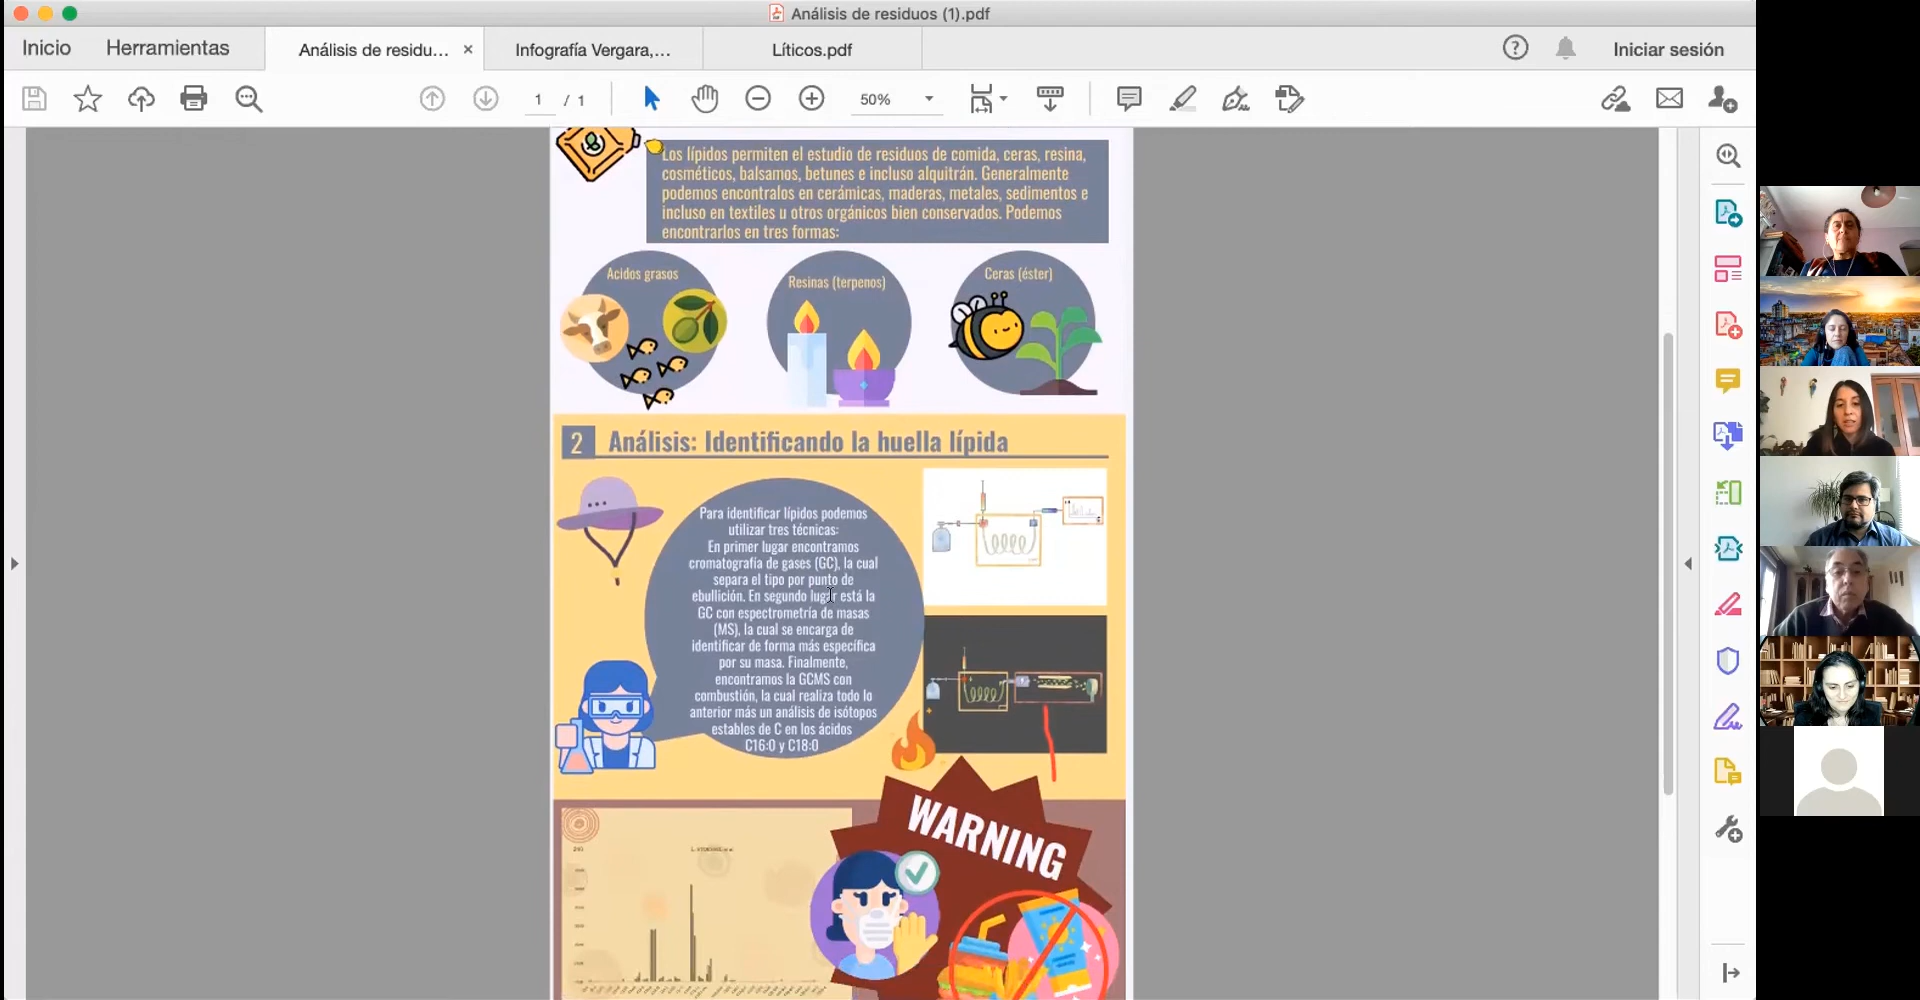 Análisis de residuos (1).pdf
Inicio
Herramientas
Análisis de residu... ×
Infografía Vergara,...
Líticos.pdf
Iniciar sesión
1 / 1
50%
Los lípidos permiten el estudio de residuos de comida, ceras, resina,
cosméticos, balsamos, betunes e incluso alquitrán. Generalmente
podemos encontralos en cerámicas, maderas, metales, sedimentos e
incluso en textiles u otros orgánicos bien conservados. Podemos
encontrarlos en tres formas:
Acidos grasos
Resinas (terpenos)
Ceras (éster)
2 Análisis: Identificando la huella lípida
Para identificar lípidos podemos
utilizar tres técnicas:
En primer lugar encontramos
cromatografía de gases (GC), la cual
separa el tipo por punto de
ebullición. En segundo lugar está la
GC con espectrometría de masas
(MS), la cual se encarga de
identificar de forma más específica
por su masa. Finalmente,
encontramos la GCMS con
combustión, la cual realiza todo lo
anterior más un análisis de isótopos
estables de C en los ácidos
C16:0 y C18:0
WARNING